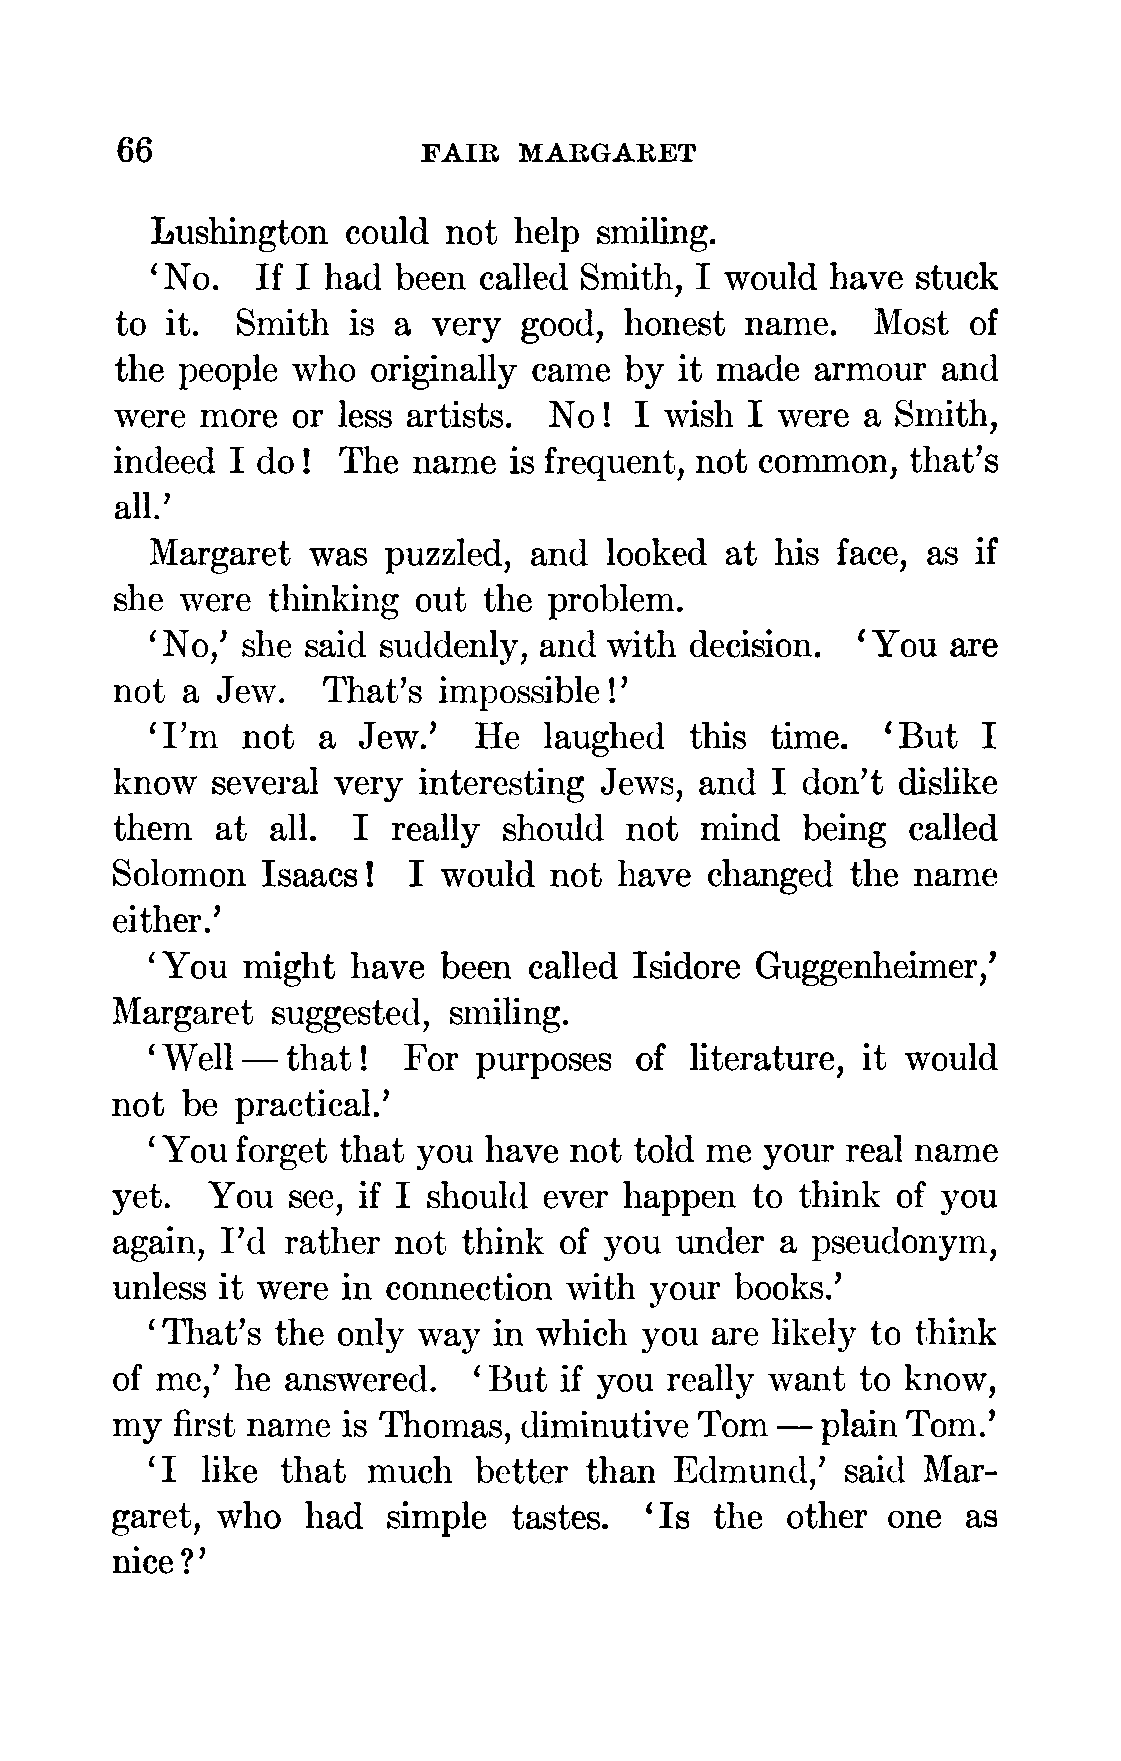 66 FAIR MARGARET
Lushington could not help smiling.
‘No. If I had been called Smith, I would have stuck
to it. Smith is a very good, honest name. Most of
the people who originally came by it made armour and
were more or less artists. No! I wish I were a Smith,
indeed I do! The name is frequent, not common, that’s
all.’
Margaret was puzzled, and looked at his face, as if
she were thinking out the problem.
‘No,’ she said suddenly, and with decision. ‘You are
not a Jew. That’s impossible!’
‘I’m not a Jew.’ He laughed this time. ‘But I
know several very interesting Jews, and I don’t dislike
them at all. I really should not mind being called
Solomon Isaacs! I would not have changed the name
either.’
‘You might have been called Isidore Guggenheimer,’
Margaret suggested, smiling.
‘Well — that! For purposes of literature, it would
not be practical.’
‘You forget that you have not told me your real name
yet. You see, if I should ever happen to think of you
again, I’d rather not think of you under a pseudonym,
unless it were in connection with your books.’
‘That’s the only way in which you are likely to think
of me,’ he answered. ‘But if you really want to know,
my first name is Thomas, diminutive Tom — plain Tom.’
‘I like that much better than Edmund,’ said Mar-
garet, who had simple tastes. ‘Is the other one as
nice?’